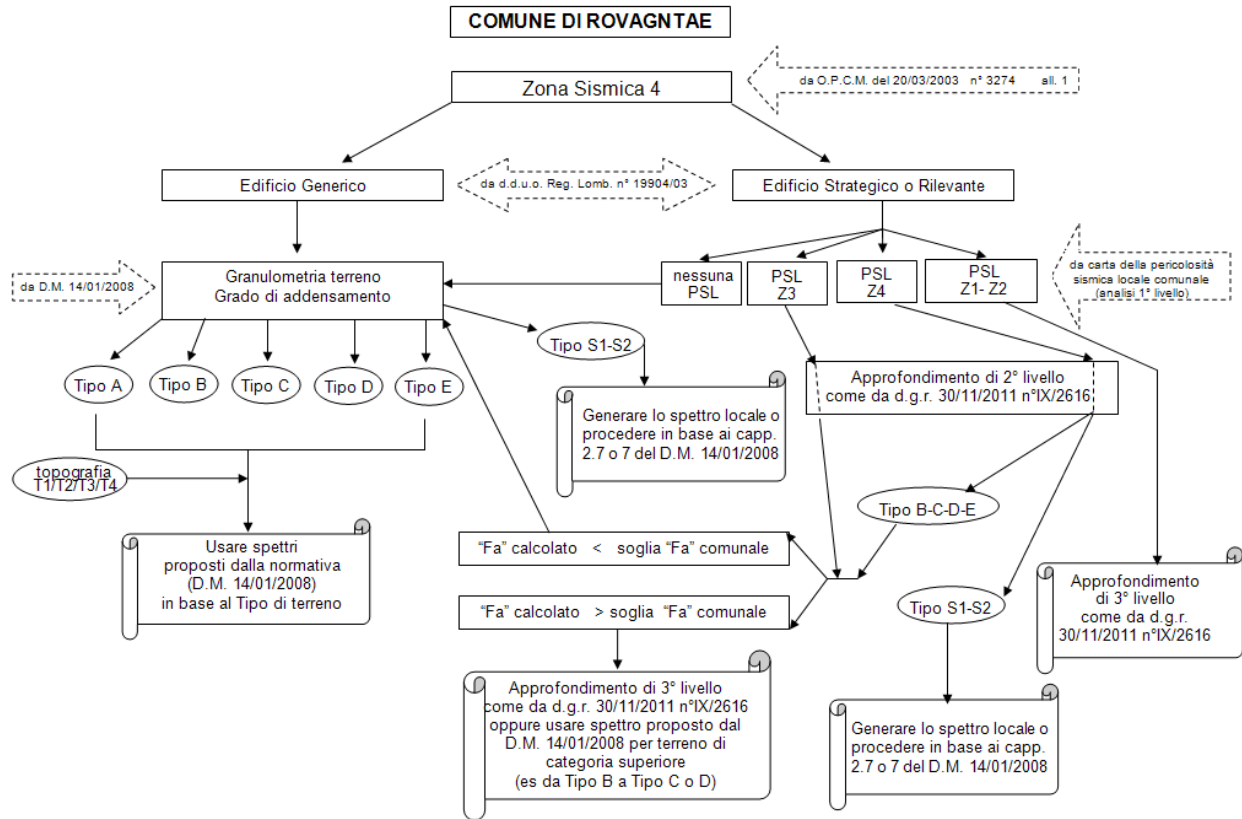 COMUNE DI ROVAGNTAE
da O.P.C.M. del 20/03/2003 n° 3274 all. 1
Zona Sismica 4
Edificio Generico
da d.d.u.o. Reg. Lomb. n° 19904/03
Edificio Strategico o Rilevante
da D.M. 14/01/2008
Granulometria terreno
Grado di addensamento
nessuna
PSL
PSL
Z3
PSL
Z4
PSL
Z1- Z2
da carta della pericolosità
sismica locale comunale
(analisi 1° livello)
Tipo A
Tipo B
Tipo C
Tipo D
Tipo E
Tipo S1-S2
Approfondimento di 2° livello
come da d.g.r. 30/11/2011 n°IX/2616
Generare lo spettro locale o
procedere in base ai capp.
2.7 o 7 del D.M. 14/01/2008
topografia
T1/T2/T3/T4
Tipo B-C-D-E
Usare spettri
proposti dalla normativa
(D.M. 14/01/2008)
in base al Tipo di terreno
"Fa" calcolato < soglia "Fa" comunale
"Fa" calcolato > soglia "Fa" comunale
Tipo S1-S2
Approfondimento
di 3° livello
come da d.g.r.
30/11/2011 n°IX/2616
Approfondimento di 3° livello
come da d.g.r. 30/11/2011 n°IX/2616
oppure usare spettro proposto dal
D.M. 14/01/2008 per terreno di
categoria superiore
(es da Tipo B a Tipo C o D)
Generare lo spettro locale o
procedere in base ai capp.
2.7 o 7 del D.M. 14/01/2008